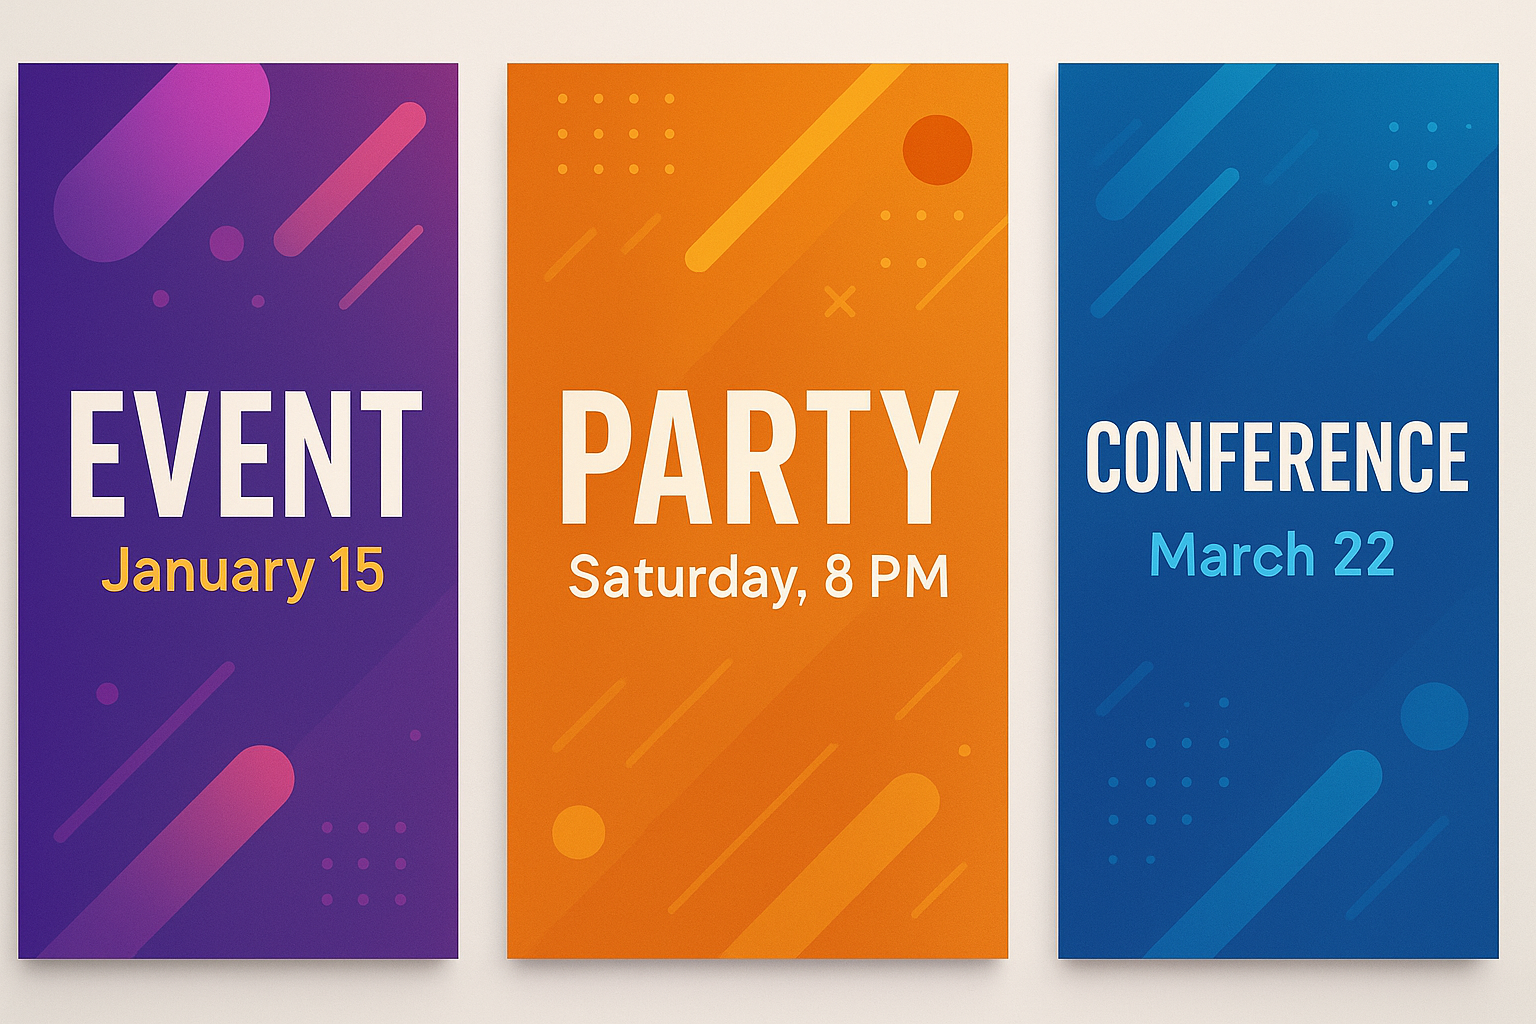 EVENT
January 15
PARTY
Saturday, 8 PM
CONFERENCE
March 22